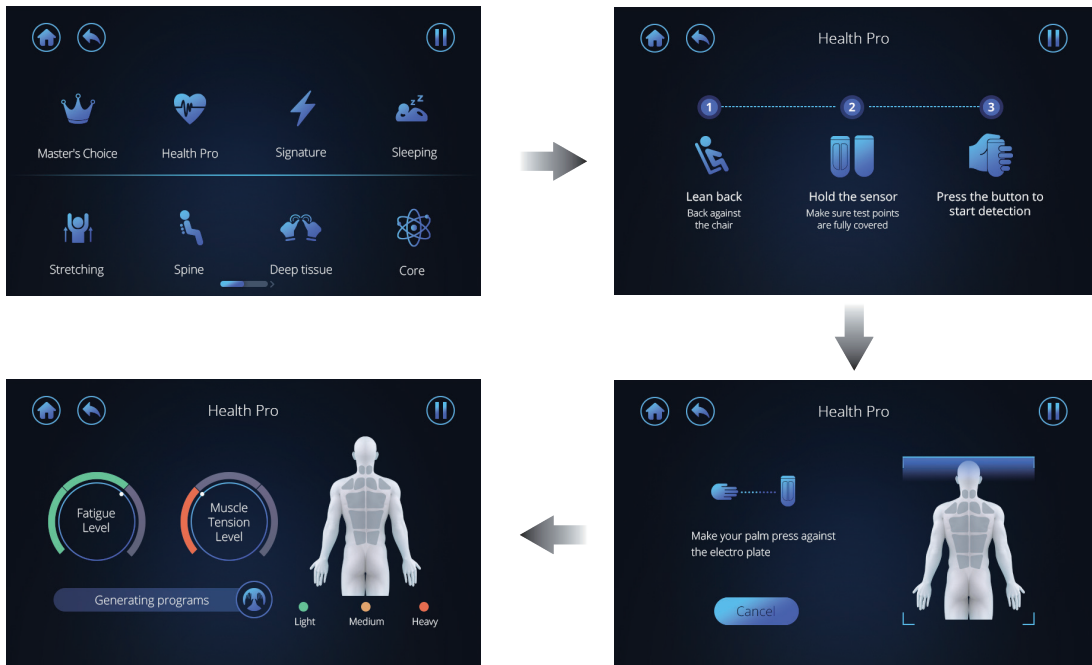 Master's Choice
Health Pro
Signature
Sleeping
Stretching
Spine
Deep tissue
Core
Health Pro
1
2
3
Lean back
Back against
the chair
Hold the sensor
Make sure test points
are fully covered
Press the button to
start detection
Health Pro
Make your palm press against
the electro plate
Cancel
Health Pro
Fatigue
Level
Muscle
Tension
Level
Generating programs
Light
Medium
Heavy